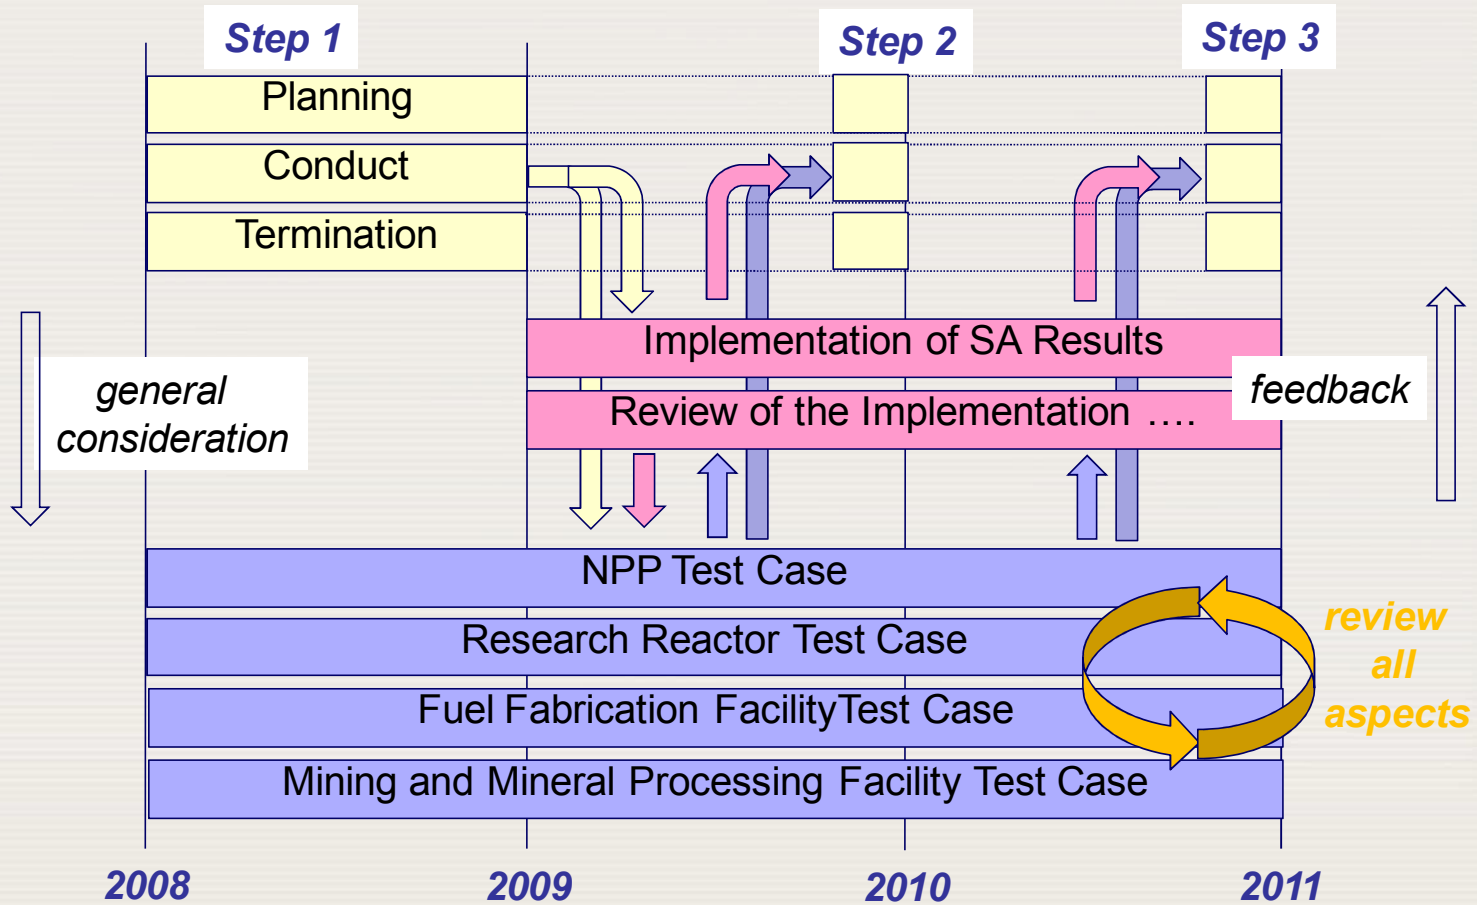 Step 1
Step 2
Step 3
Planning
Conduct
Termination
Implementation of SA Results
general
consideration
feedback
Review of the Implementation ....
NPP Test Case
Research Reactor Test Case
review
all
aspects
Fuel Fabrication FacilityTest Case
Mining and Mineral Processing Facility Test Case
2008
2009
2010
2011